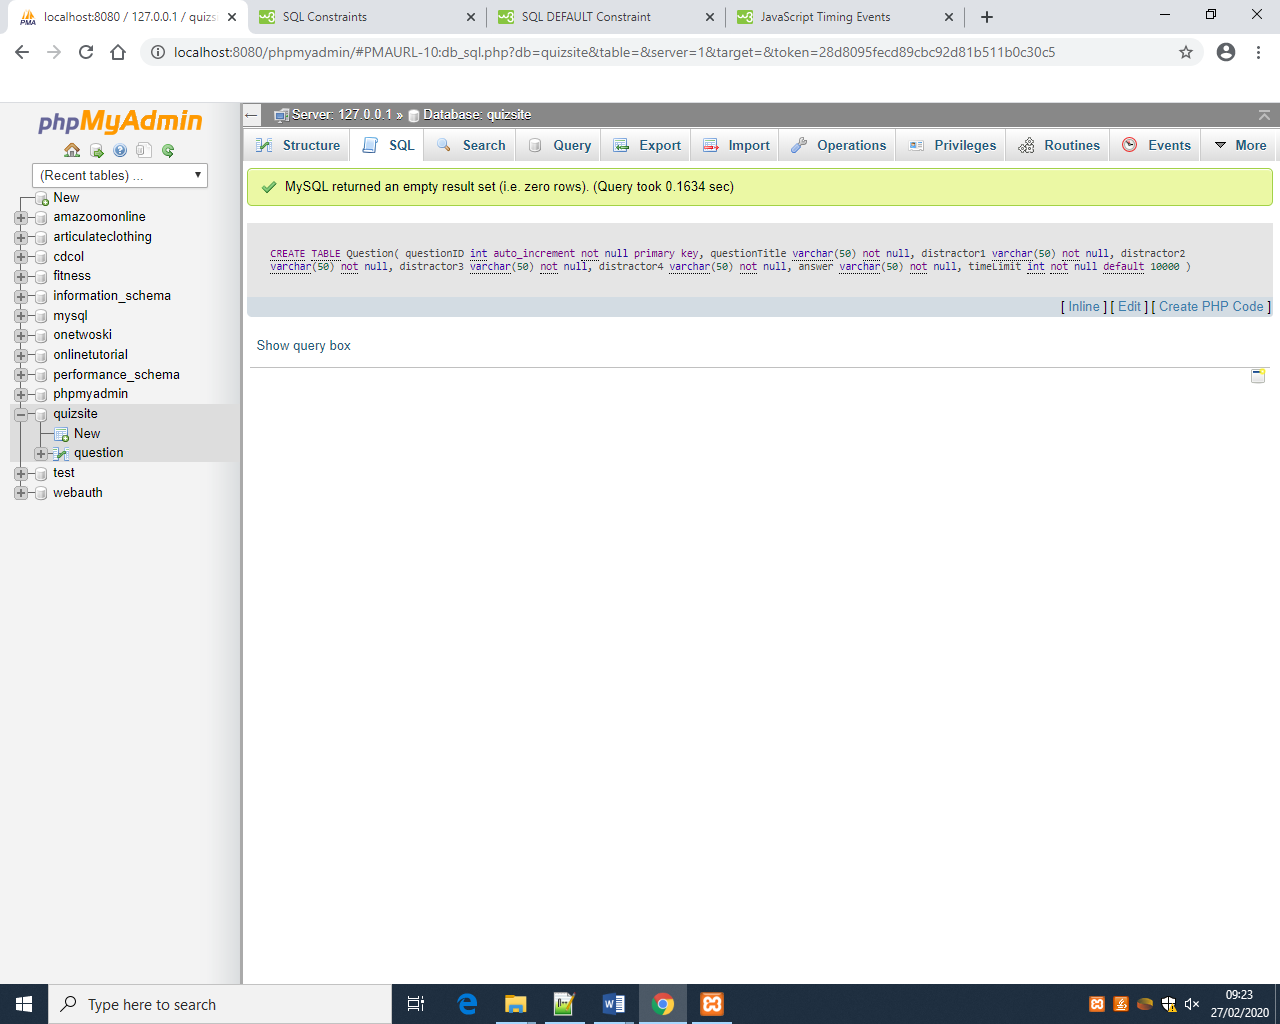 localhost:8080 / 127.0.0.1 / quizs
SQL Constraints
SQL DEFAULT Constraint
JavaScript Timing Events
localhost:8080/phpmyadmin/#PMAURL-10:db_sql.php?db=quizsite&table=&server=1&target=&token=28d8095fecd89cbc92d81b511b0c30c5
phpMyAdmin
(Recent tables) ...
New
amazoomonline
articulateclothing
cdcol
fitness
information_schema
mysql
onetwoski
onlinetutorial
performance_schema
phpmyadmin
quizsite
New
question
test
webauth
Server: 127.0.0.1 » Database: quizsite
Structure SQL Search Query Export Import Operations Privileges Routines Events More
MySQL returned an empty result set (i.e. zero rows). (Query took 0.1634 sec)
CREATE TABLE Question( questionID int auto_increment not null primary key, questionTitle varchar(50) not null, distractor1 varchar(50) not null, distractor2
varchar(50) not null, distractor3 varchar(50) not null, distractor4 varchar(50) not null, answer varchar(50) not null, timeLimit int not null default 10000 )
[ Inline ] [ Edit ] [ Create PHP Code ]
Show query box
Type here to search
09:23
27/02/2020